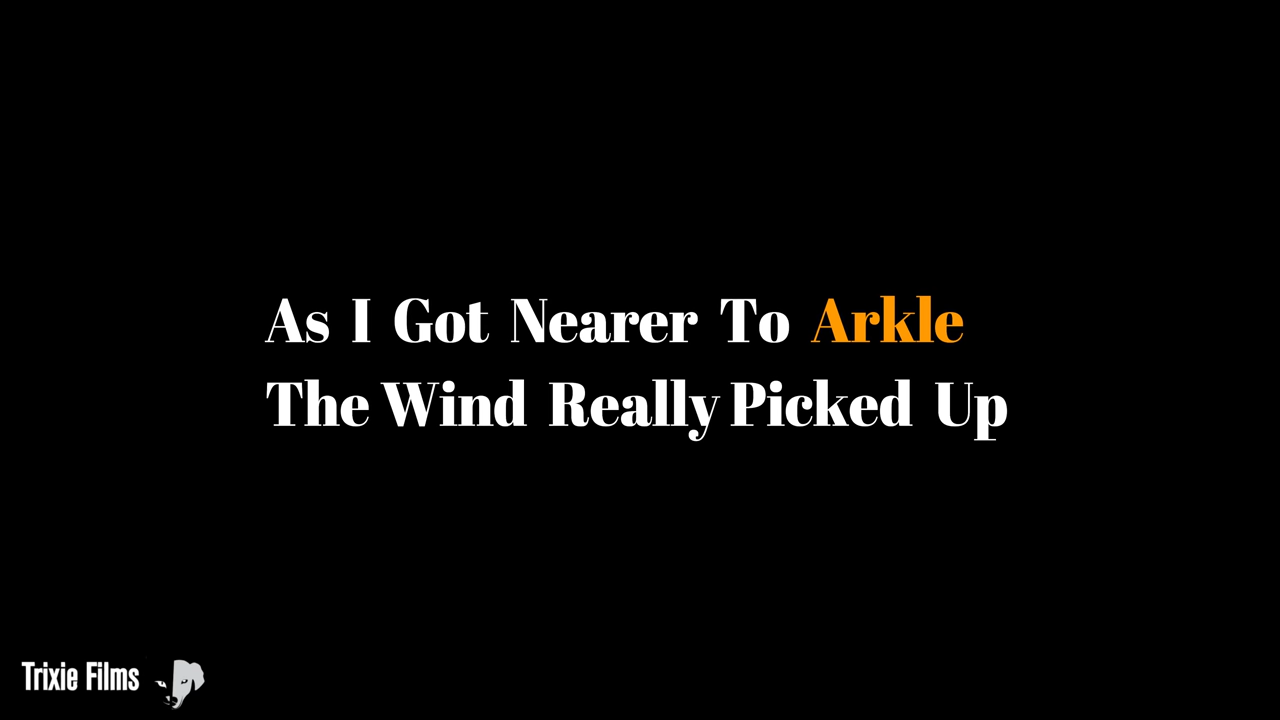 As I Got Nearer To Arkle
The Wind Really Picked Up
Trixie Films